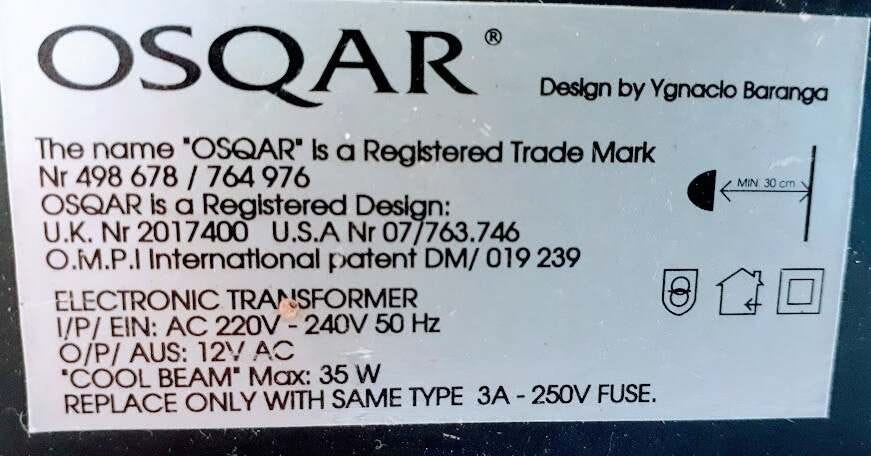 OSQAR ®
Design by Ygnacio Baranga
The name "OSQAR" is a Registered Trade Mark
Nr 498 678 / 764 976
OSQAR is a Registered Design:
U.K. Nr 2017400 U.S.A Nr 07/763.746
O.M.P.I International patent DM/ 019 239
MIN. 30 cm
ELECTRONIC TRANSFORMER
I/P/ EIN: AC 220V - 240V 50 Hz
O/P/ AUS: 12V AC
"COOL BEAM" Max: 35 W
REPLACE ONLY WITH SAME TYPE 3A - 250V FUSE.